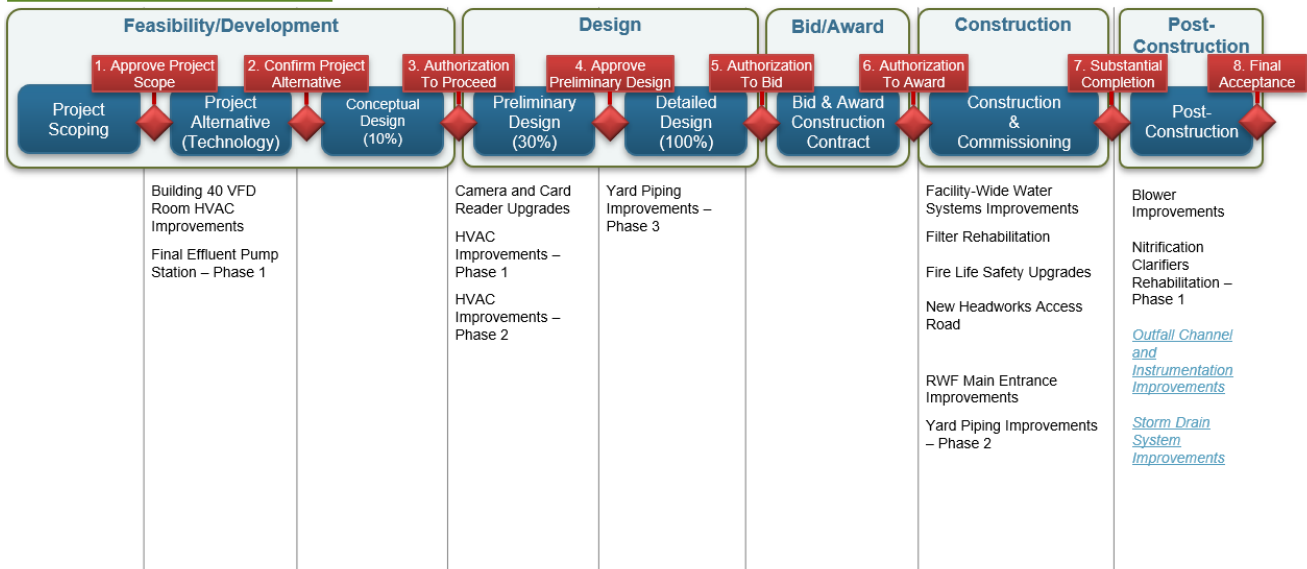 Feasibility/Development
Design
Bid/Award
Construction
Post-
Construction
1. Approve Project
Scope
2. Confirm Project
Alternative
3. Authorization
To Proceed
4. Approve
Preliminary Design
5. Authorization
To Bid
6. Authorization
To Award
7. Substantial
Completion
8. Final
Acceptance
Project
Scoping
Project
Alternative
(Technology)
Conceptual
Design
(10%)
Preliminary
Design
(30%)
Detailed
Design
(100%)
Bid & Award
Construction
Contract
Construction
&
Commissioning
Post-
Construction
Building 40 VFD
Room HVAC
Improvements
Final Effluent Pump
Station – Phase 1
Camera and Card
Reader Upgrades
HVAC
Improvements –
Phase 1
HVAC
Improvements –
Phase 2
Yard Piping
Improvements –
Phase 3
Facility-Wide Water
Systems Improvements
Filter Rehabilitation
Fire Life Safety Upgrades
New Headworks Access
Road
RWF Main Entrance
Improvements
Yard Piping Improvements
– Phase 2
Blower
Improvements
Nitrification
Clarifiers
Rehabilitation –
Phase 1
Outfall Channel
and
Instrumentation
Improvements
Storm Drain
System
Improvements